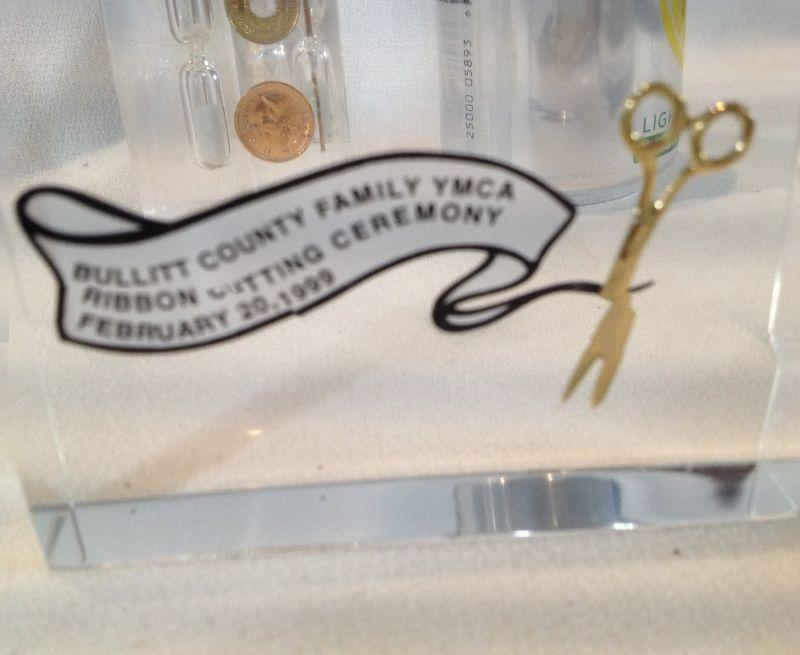 25000 05893
LIG
BULLITT COUNTY FAMILY YMCA
RIBBON CUTTING CEREMONY
FEBRUARY 20, 1999